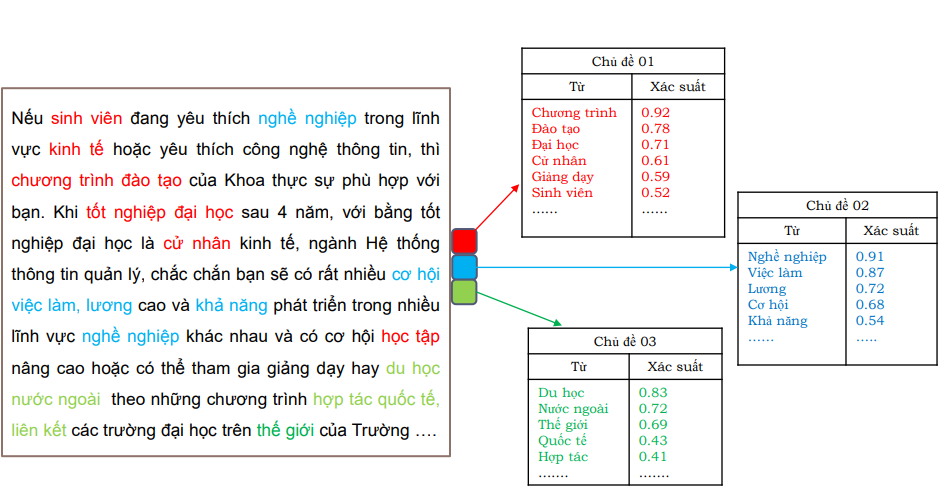 Nếu sinh viên đang yêu thích nghề nghiệp trong lĩnh
vực kinh tế hoặc yêu thích công nghệ thông tin, thì
chương trình đào tạo của Khoa thực sự phù hợp với
bạn. Khi tốt nghiệp đại học sau 4 năm, với bằng tốt
nghiệp đại học là cử nhân kinh tế, ngành Hệ thống
thông tin quản lý, chắc chắn bạn sẽ có rất nhiều cơ hội
việc làm, lương cao và khả năng phát triển trong nhiều
lĩnh vực nghề nghiệp khác nhau và có cơ hội học tập
nâng cao hoặc có thể tham gia giảng dạy hay du học
nước ngoài theo những chương trình hợp tác quốc tế,
liên kết các trường đại học trên thế giới của Trường ....
Chủ đề 01
Từ Xác suất
Chương trình 0.92
Đào tạo 0.78
Đại học 0.71
Cử nhân 0.61
Giảng dạy 0.59
Sinh viên 0.52
...... ......
Chủ đề 02
Từ Xác suất
Nghề nghiệp 0.91
Việc làm 0.87
Lương 0.72
Cơ hội 0.68
Khả năng 0.54
...... .....
Chủ đề 03
Từ Xác suất
Du học 0.83
Nước ngoài 0.72
Thế giới 0.69
Quốc tế 0.43
Hợp tác 0.41
....... .......